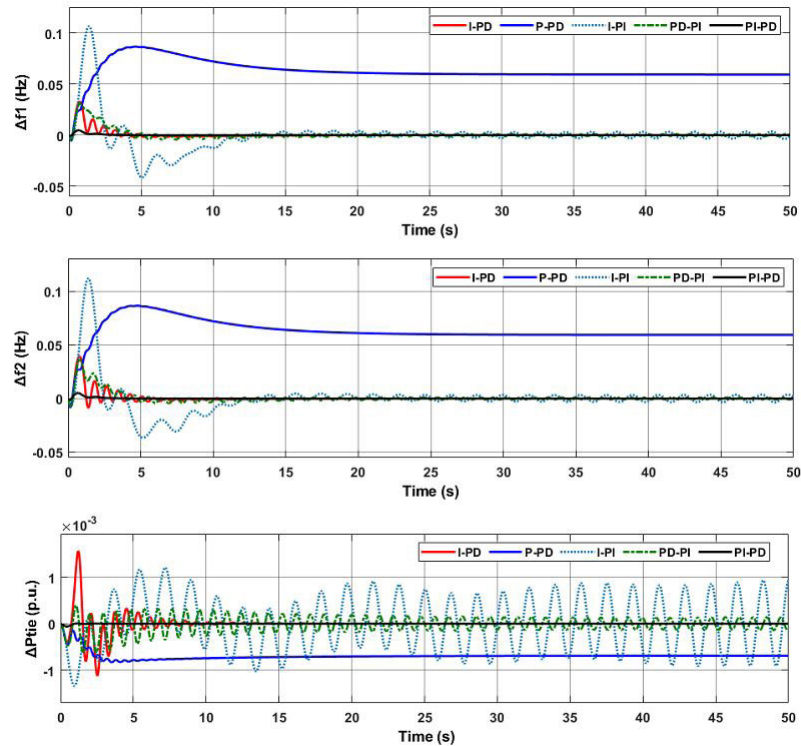 I-PD P-PD I-PI PD-PI PI-PD
0.1
0.05
0
-0.05
Δf1 (Hz)
0 5 10 15 20 25 30 35 40 45 50
Time (s)
I-PD P-PD I-PI PD-PI PI-PD
0.1
0.05
0
-0.05
Δf2 (Hz)
0 5 10 15 20 25 30 35 40 45 50
Time (s)
×10⁻³
I-PD P-PD I-PI PD-PI PI-PD
1
0
-1
ΔPtie (p.u.)
0 5 10 15 20 25 30 35 40 45 50
Time (s)